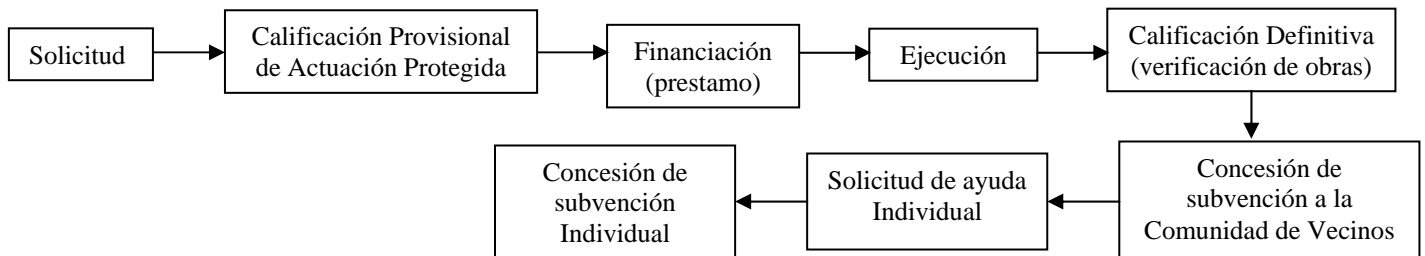 Solicitud
Calificación Provisional
de Actuación Protegida
Financiación
(prestamo)
Ejecución
Calificación Definitiva
(verificación de obras)
Concesión de
subvención a la
Comunidad de Vecinos
Solicitud de ayuda
Individual
Concesión de
subvención
Individual